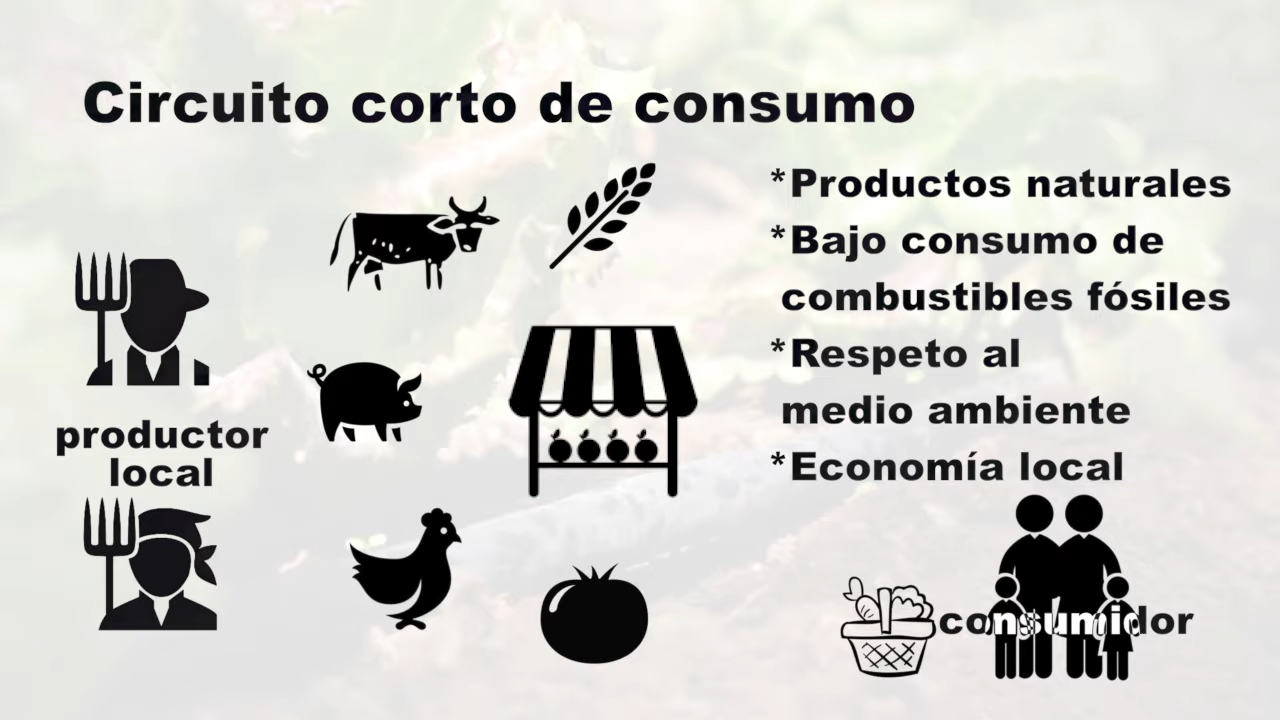 Circuito corto de consumo
*Productos naturales
*Bajo consumo de
combustibles fósiles
*Respeto al
medio ambiente
*Economía local
productor
local
consumidor